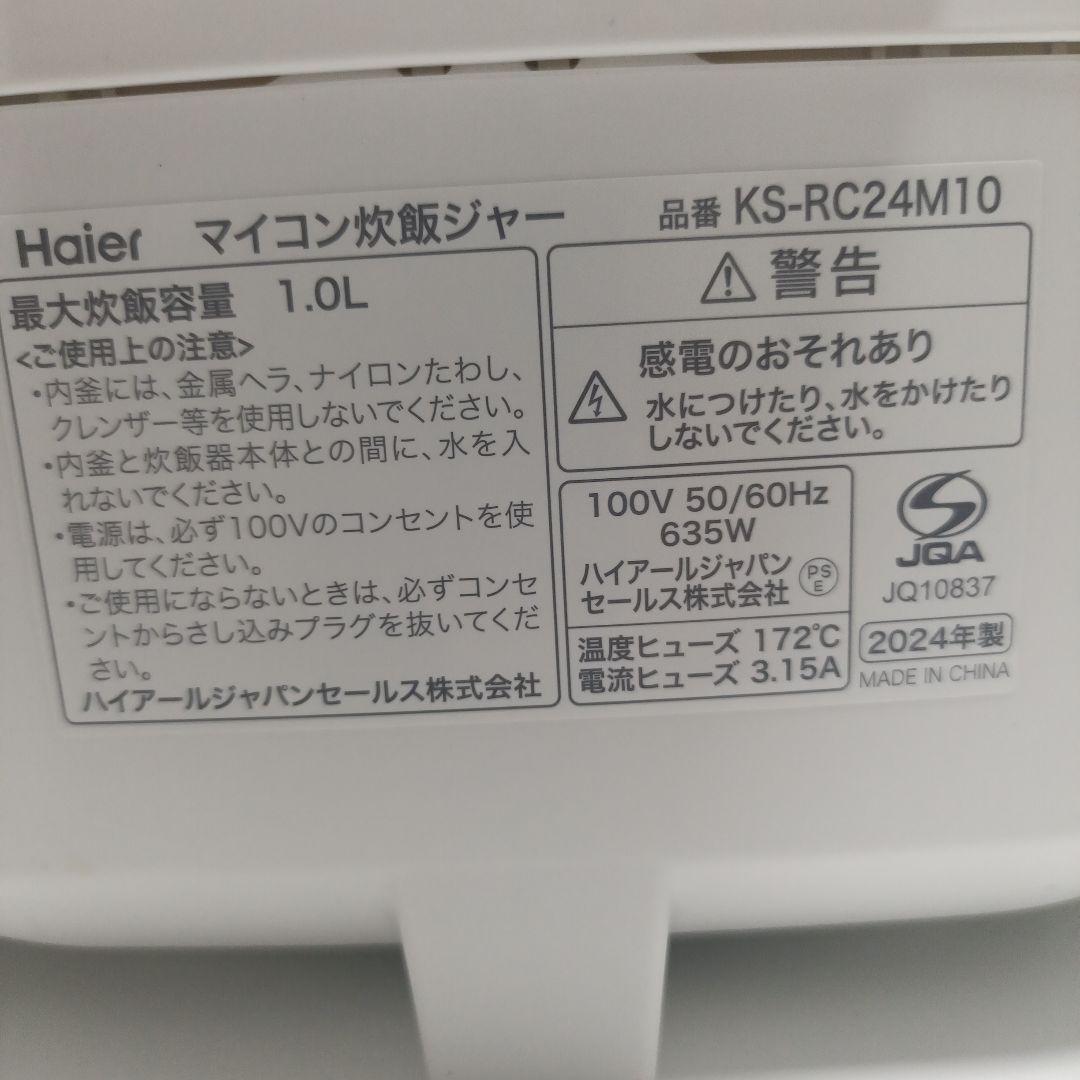 Haier マイコン炊飯ジャー 品番 KS-RC24M10
最大炊飯容量 1.0L
<ご使用上の注意>
・内釜には、金属ヘラ、ナイロンたわし、
クレンザー等を使用しないでください。
・内釜と炊飯器本体との間に、水を入
れないでください。
・電源は、必ず100Vのコンセントを使
用してください。
・ご使用にならないときは、必ずコンセ
ントからさし込みプラグを抜いてくだ
さい。
ハイアールジャパンセールス株式会社
警告
感電のおそれあり
水につけたり、水をかけたり
しないでください。
100V 50/60Hz
635W
ハイアールジャパン
セールス株式会社
PS
E
温度ヒューズ 172℃
電流ヒューズ 3.15A
JQA
JQ10837
2024年製
MADE IN CHINA